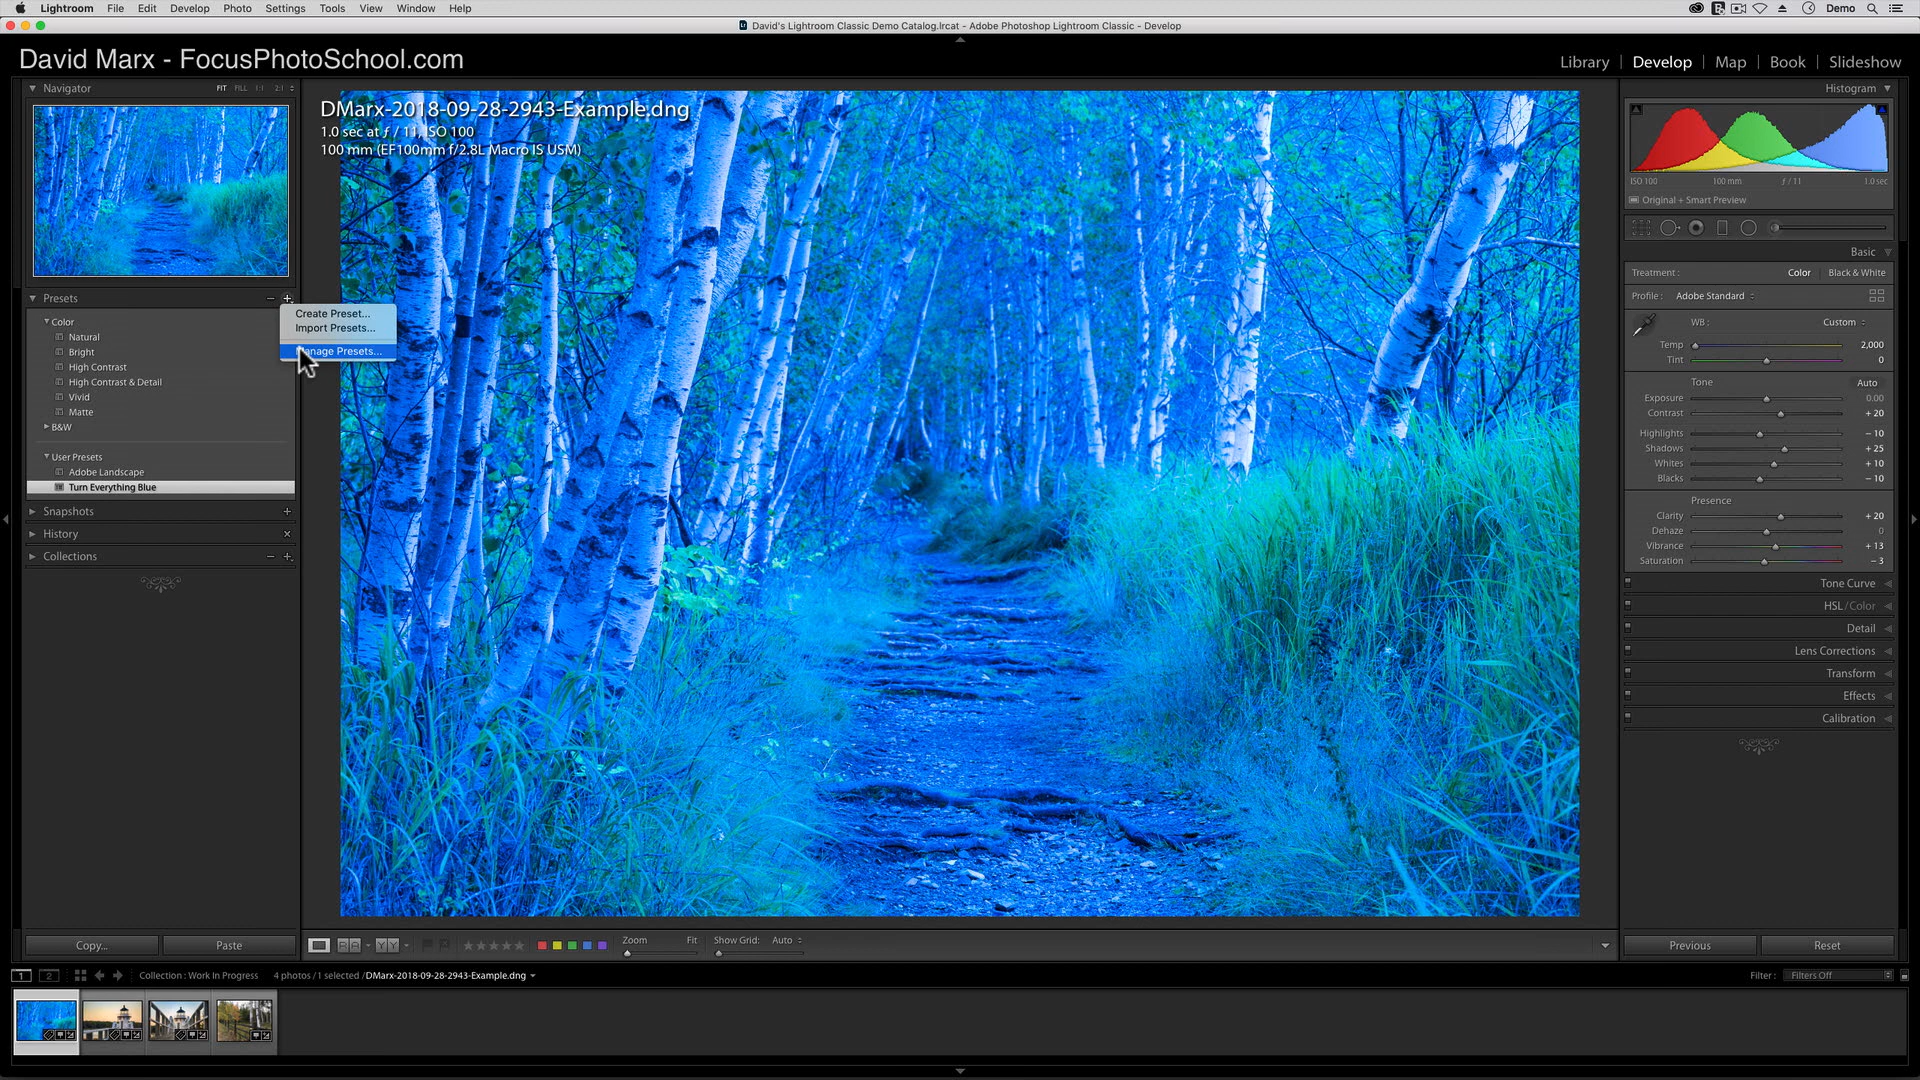 Lightroom File Edit Develop Photo Settings Tools View Window Help
Demo
David's Lightroom Classic Demo Catalog.lrcat - Adobe Photoshop Lightroom Classic - Develop
David Marx - FocusPhotoSchool.com
Library | Develop | Map | Book | Slideshow
Navigator FIT FILL 1:1 2:1
DMarx-2018-09-28-2943-Example.dng
1.0 sec at ƒ / 11, ISO 100
100 mm (EF100mm f/2.8L Macro IS USM)
Presets
Create Preset...
Import Presets...
Manage Presets...
Color
Natural
Bright
High Contrast
High Contrast & Detail
Vivid
Matte
B&W
User Presets
Adobe Landscape
Turn Everything Blue
Snapshots
History
Collections
Copy... Paste
Histogram
ISO 100 100 mm ƒ / 11 1.0 sec
Original + Smart Preview
Basic
Treatment : Color Black & White
Profile : Adobe Standard
WB : Custom
Temp 2,000
Tint 0
Tone Auto
Exposure 0.00
Contrast + 20
Highlights − 10
Shadows + 25
Whites + 10
Blacks − 10
Presence
Clarity + 20
Dehaze 0
Vibrance + 13
Saturation − 3
Tone Curve
HSL / Color
Detail
Lens Corrections
Transform
Effects
Calibration
Previous Reset
Zoom Fit Show Grid: Auto
1 2 Collection : Work In Progress 4 photos / 1 selected / DMarx-2018-09-28-2943-Example.dng
Filter : Filters Off